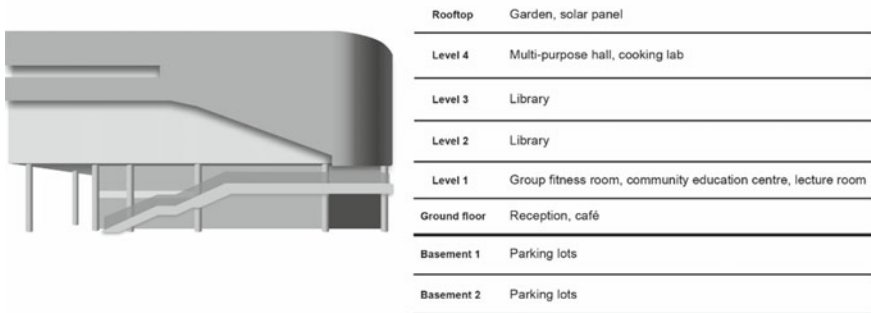 Rooftop Garden, solar panel
Level 4 Multi-purpose hall, cooking lab
Level 3 Library
Level 2 Library
Level 1 Group fitness room, community education centre, lecture room
Ground floor Reception, café
Basement 1 Parking lots
Basement 2 Parking lots